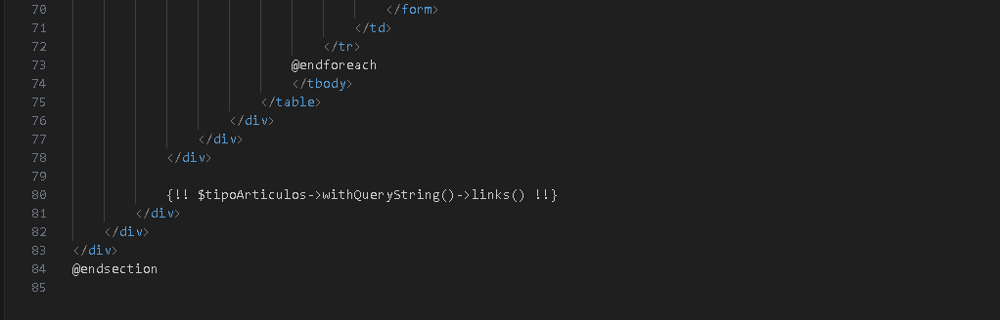 70 </form>
71 </td>
72 </tr>
73 @endforeach
74 </tbody>
75 </table>
76 </div>
77 </div>
78 </div>
79
80 {!! $tipoArticulos->withQueryString()->links() !!}
81 </div>
82 </div>
83 </div>
84 @endsection
85